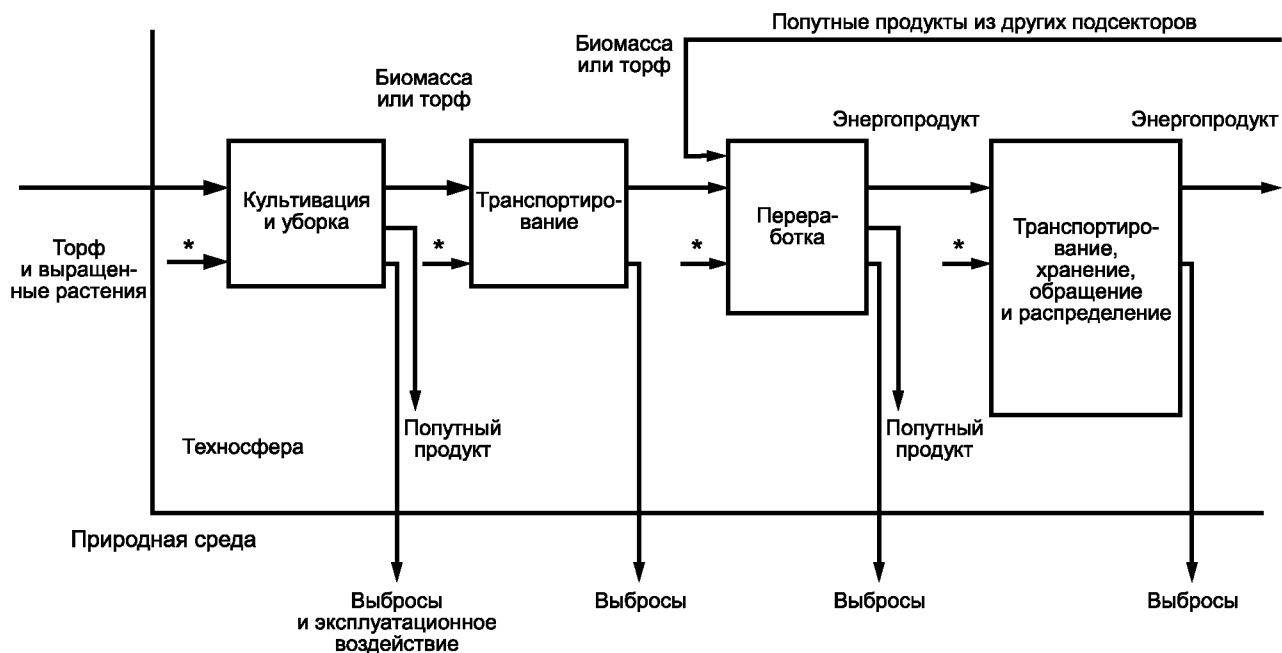 Попутные продукты из других подсекторов
Биомасса
или торф
Биомасса
или торф
Энергопродукт
Энергопродукт
Культивация
и уборка
Транспортиро-
вание
Перера-
ботка
Транспортиро-
вание,
хранение,
обращение
и распределение
Торф
и выращен-
ные растения
*
*
*
*
Попутный
продукт
Попутный
продукт
Техносфера
Природная среда
Выбросы
и эксплуатационное
воздействие
Выбросы
Выбросы
Выбросы